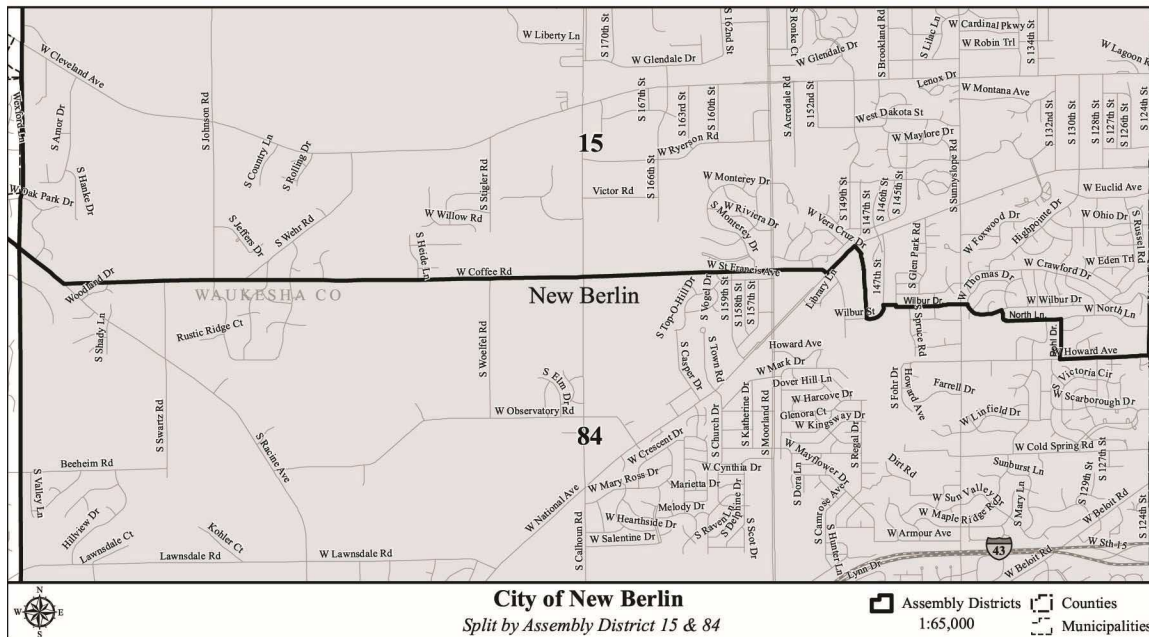 W Liberty Ln
S 170th St
S 162nd St
S Ronke Ct
W Glendale Dr
S Brookland Rd
S Lilac Ln
W Cardinal Pkwy
W Robin Trl
S 134th St
W Lagoon R
W Cleveland Ave
W Glendale Dr
Lenox Dr
W Montana Ave
Wexford Ln
S Amor Dr
S Johnson Rd
S Country Ln
S Rolling Dr
S 167th St
S 163rd St
S 160th St
S Acredale Rd
S 152nd St
West Dakota St
W Maylore Dr
S 132nd St
S 130th St
S 128th St
S 127th St
S 126th St
S 124th St
15
W Ryerson Rd
W Oak Park Dr
S Hanke Dr
S Stigler Rd
Victor Rd
S 166th St
W Monterey Dr
S 149th St
S 147th St
S 146th St
S 145th St
S Sunnyslope Rd
W Euclid Ave
S Jeffers Dr
S Wehr Rd
W Willow Rd
W Riviera Dr
S Monterey Dr
W Vera Cruz Dr
W Foxwood Dr
Highpointe Dr
W Ohio Dr
S Russel Rd
S Heide Ln
W Coffee Rd
W St Francis Ave
147th St
S Glen Park Rd
W Thomas Dr
W Crawford Dr
W Eden Trl
Woodland Dr
WAUKESHA CO
New Berlin
S Top-O-Hill Dr
S Vogel Dr
S 159th St
S 158th St
S 157th St
Library Ln
Wilbur St
Wilbur Dr
W Wilbur Dr
North Ln
W North Ln
S Shady Ln
Rustic Ridge Ct
S Woelfel Rd
S Casper Dr
S Town Rd
Howard Ave
W Mark Dr
S Spruce Rd
W Howard Ave
S Elm Dr
Dover Hill Ln
S Fohr Dr
Howard Ave
Farrell Dr
S Victoria Cir
W Scarborough Dr
S Swartz Rd
W Observatory Rd
S Church Dr
S Katherine Dr
S Moorland Rd
W Harcove Dr
Glenora Ct
W Kingsway Dr
S Regal Dr
W Linfield Dr
84
S Racine Ave
W Crescent Dr
W Cold Spring Rd
Beeheim Rd
S Valley Ln
W National Ave
W Mary Ross Dr
W Cynthia Dr
Marietta Dr
W Mayflower Dr
Dirt Rd
Sunburst Ln
S 129th St
S 127th St
Hillview Dr
Lawnsdale Ct
Kohler Ct
Melody Dr
W Hearthside Dr
W Salentine Dr
S Raven Ln
S Delphine Dr
S Dora Ln
S Camrose Ave
W Sun Valley Dr
W Maple Ridge Rd
S Mary Ln
W Beloit Rd
S 124th St
Lawnsdale Rd
W Lawnsdale Rd
S Calhoun Rd
S Scot Dr
S Hunter Ln
W Armour Ave
43
W Sth 15
Lynn Dr
W Beloit Rd
N
W E
S
City of New Berlin
Split by Assembly District 15 & 84
Assembly Districts
Counties
1:65,000
Municipalities